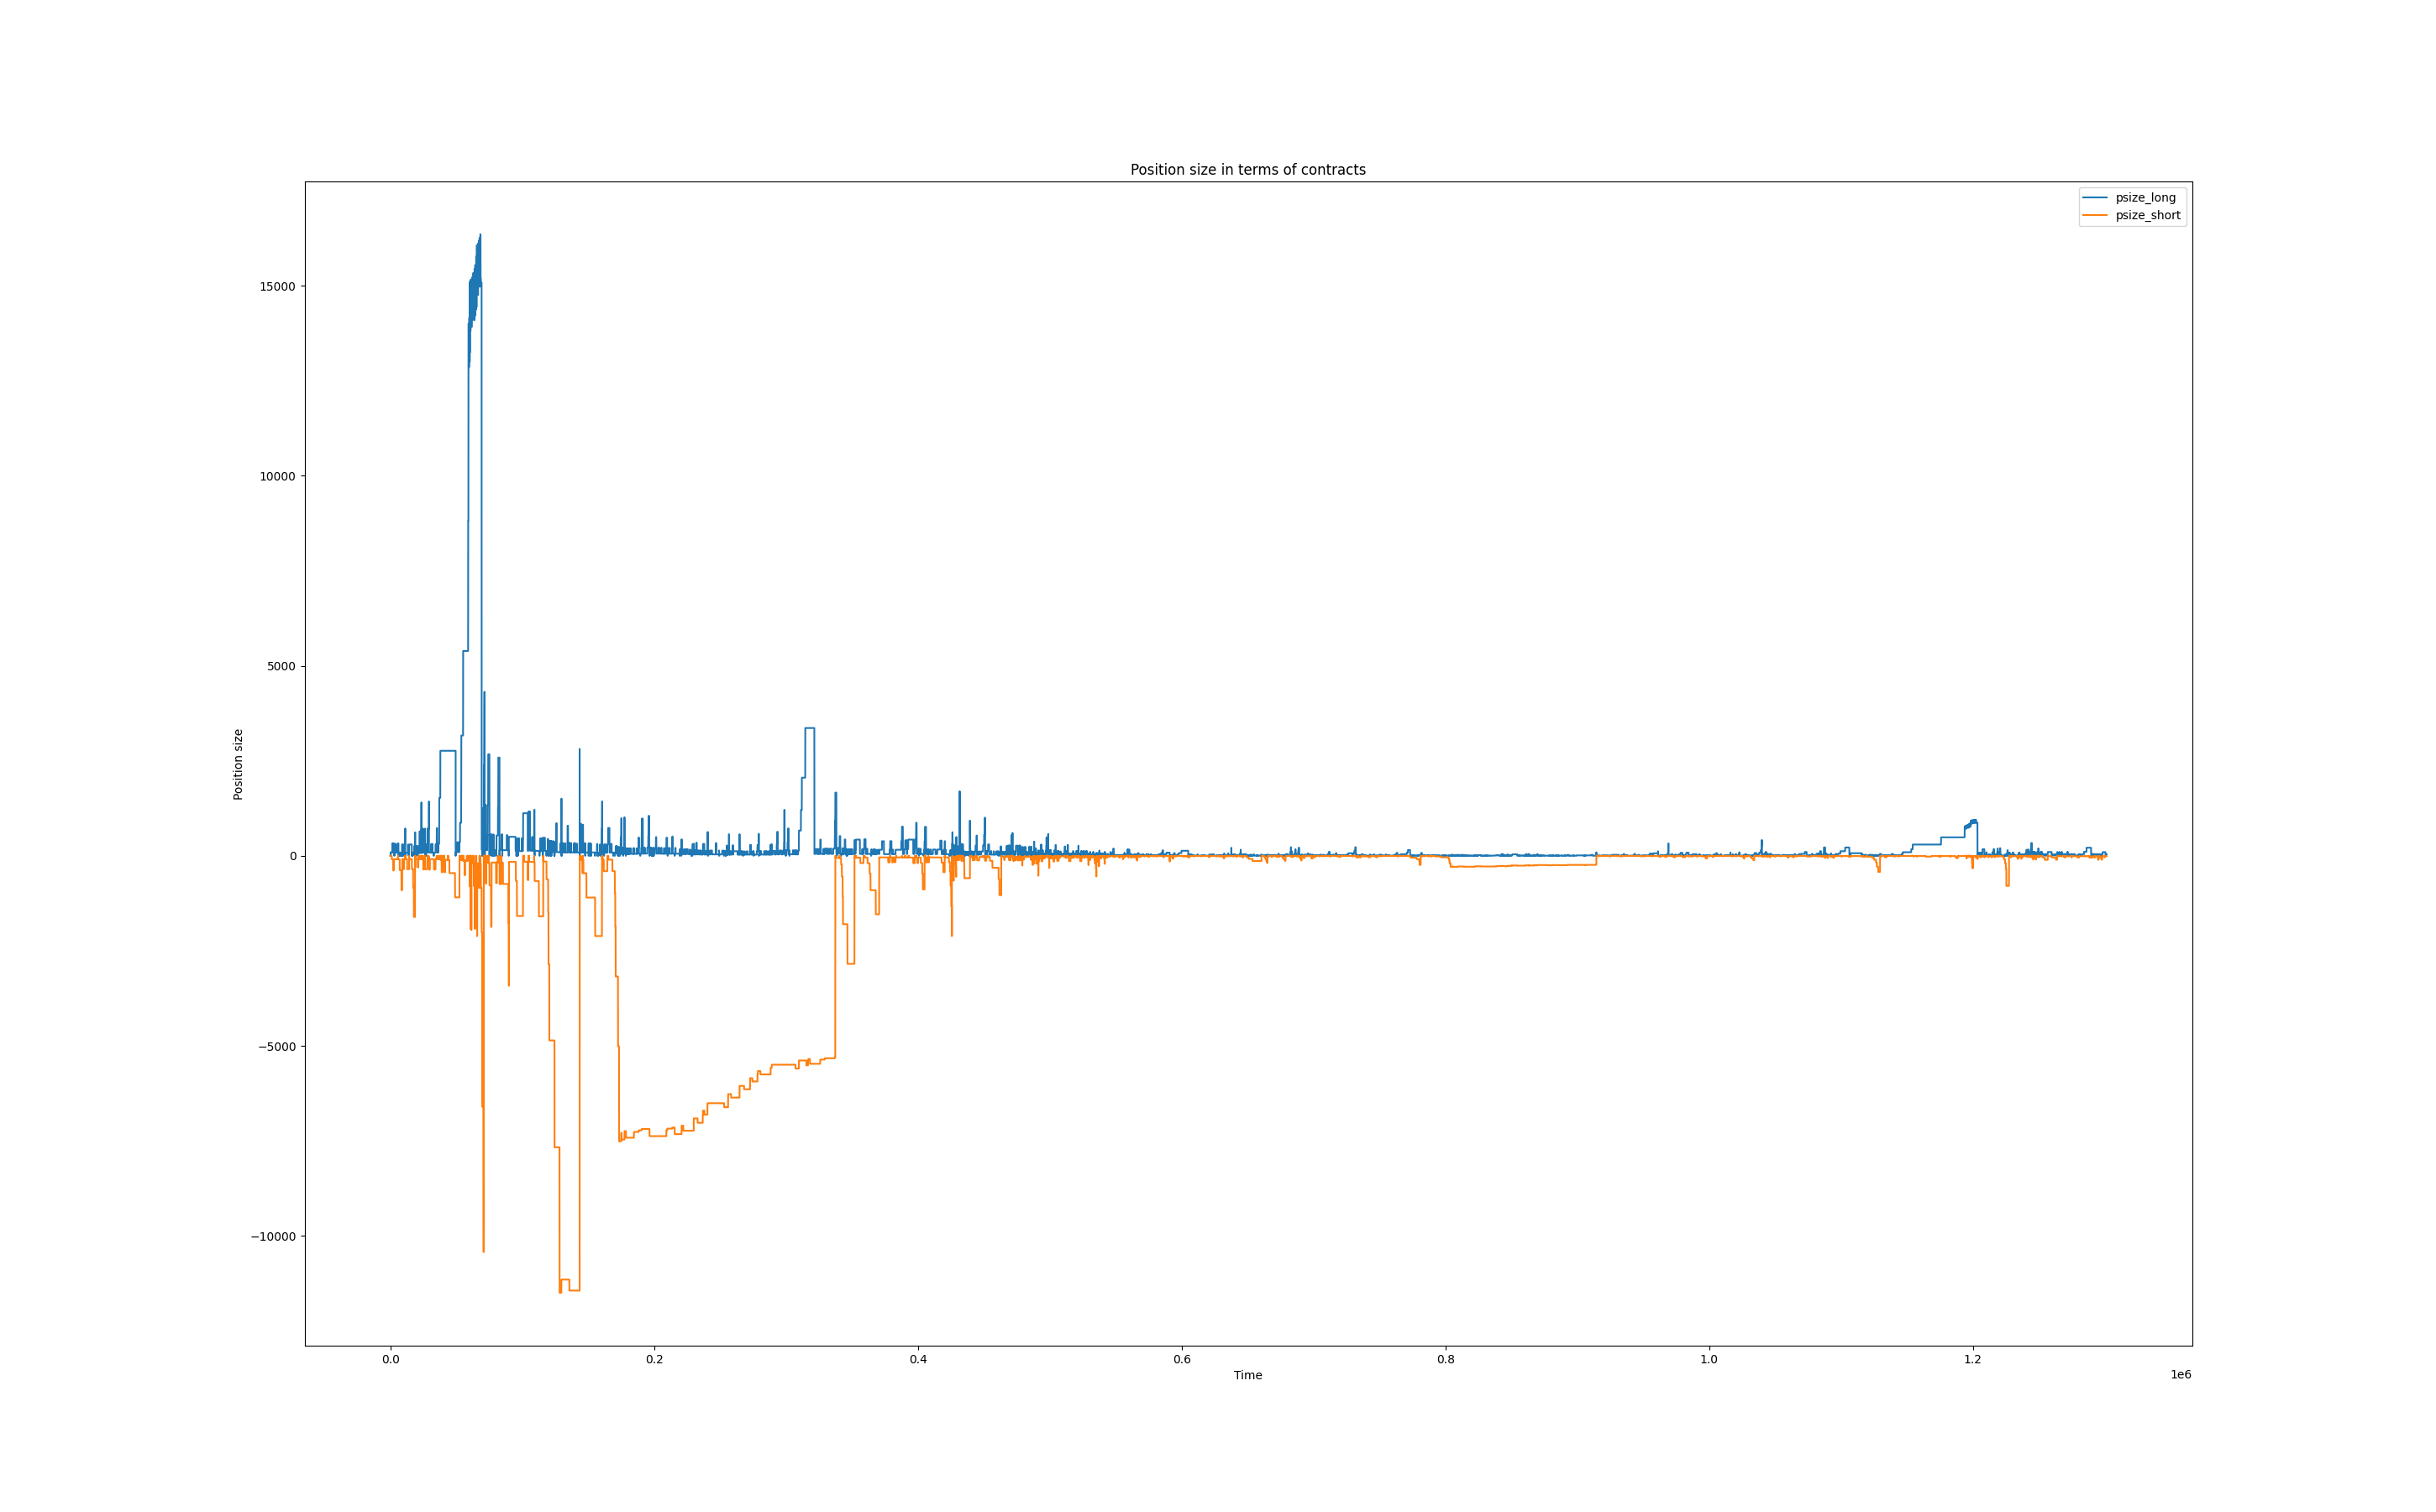 Position size in terms of contracts
psize_long
psize_short
15000
10000
5000
0
−5000
−10000
Position size
0.0 0.2 0.4 0.6 0.8 1.0 1.2
Time
1e6